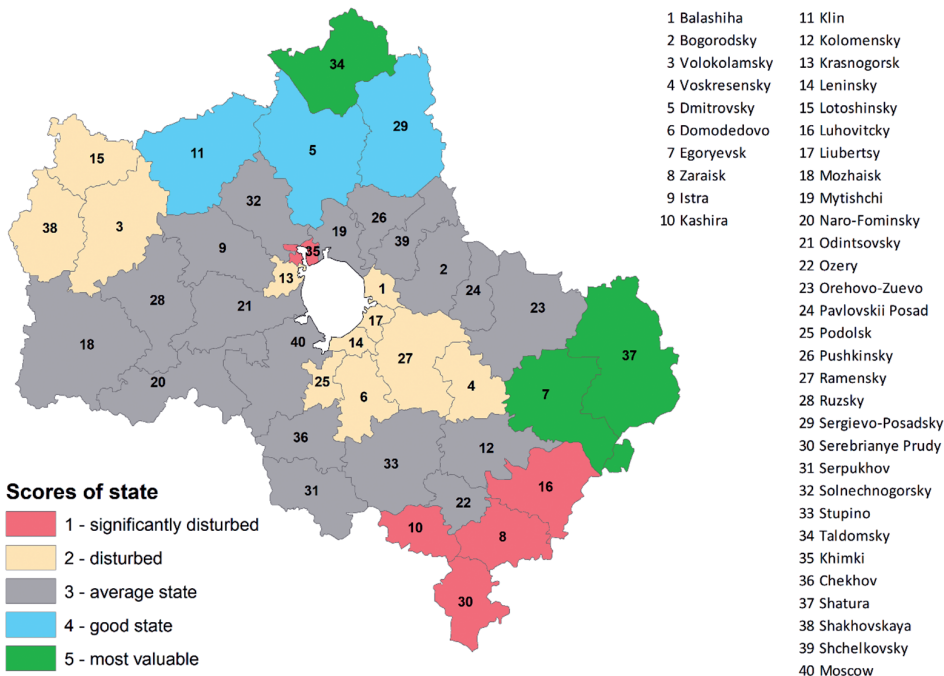 1 Balashiha
2 Bogorodsky
3 Volokolamsky
4 Voskresensky
5 Dmitrovsky
6 Domodedovo
7 Egoryevsk
8 Zaraisk
9 Istra
10 Kashira
11 Klin
12 Kolomensky
13 Krasnogorsk
14 Leninsky
15 Lotoshinsky
16 Luhovitcky
17 Liubertsy
18 Mozhaisk
19 Mytishchi
20 Naro-Fominsky
21 Odintsovsky
22 Ozery
23 Orehovo-Zuevo
24 Pavlovskii Posad
25 Podolsk
26 Pushkinsky
27 Ramensky
28 Ruzsky
29 Sergievo-Posadsky
30 Serebrianye Prudy
31 Serpukhov
32 Solnechnogorsky
33 Stupino
34 Taldomsky
35 Khimki
36 Chekhov
37 Shatura
38 Shakhovskaya
39 Shchelkovsky
40 Moscow
34
29
15
11
5
32
26
38
3
19
9
35
39
2
13
1
24
28
21
23
17
18
40
14
27
37
20
25
6
4
7
36
12
33
31
16
22
10
8
30
Scores of state
1 - significantly disturbed
2 - disturbed
3 - average state
4 - good state
5 - most valuable